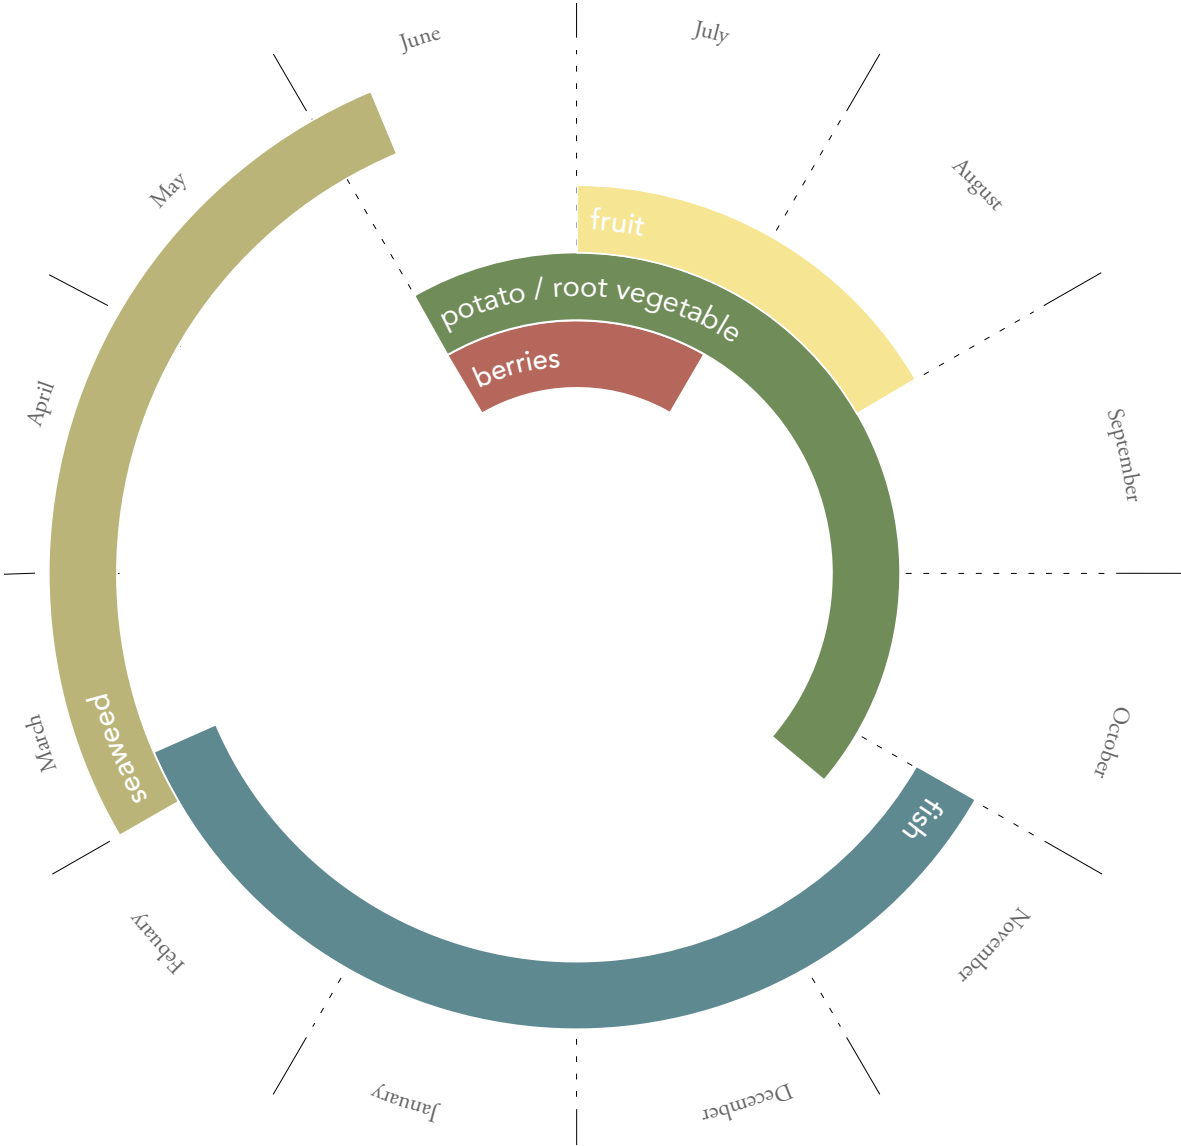 June
July
May
August
fruit
potato / root vegetable
berries
April
September
seaweed
March
October
fish
Febuary
November
January
December